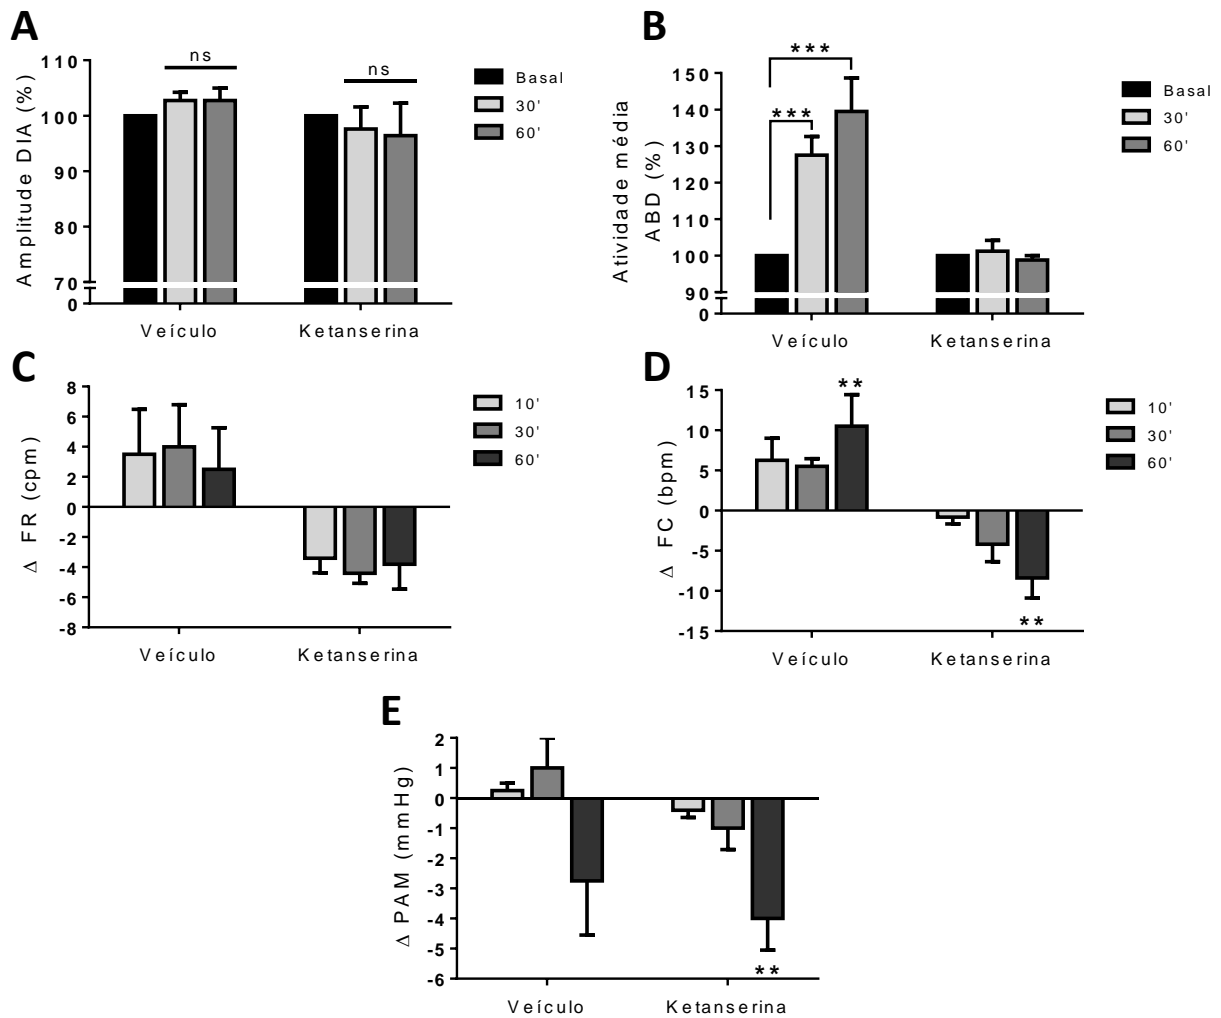 A
Amplitude DIA (%)
110
100
90
80
70
0
ns
ns
Veículo
Ketanserina
Basal
30'
60'
B
Atividade média
ABD (%)
150
140
130
120
110
100
90
0
***
***
Veículo
Ketanserina
Basal
30'
60'
C
Δ FR (cpm)
8
6
4
2
0
-2
-4
-6
-8
Veículo
Ketanserina
10'
30'
60'
D
Δ FC (bpm)
15
10
5
0
-5
-10
-15
**
**
Veículo
Ketanserina
10'
30'
60'
E
Δ PAM (mmHg)
2
1
0
-1
-2
-3
-4
-5
-6
**
Veículo
Ketanserina